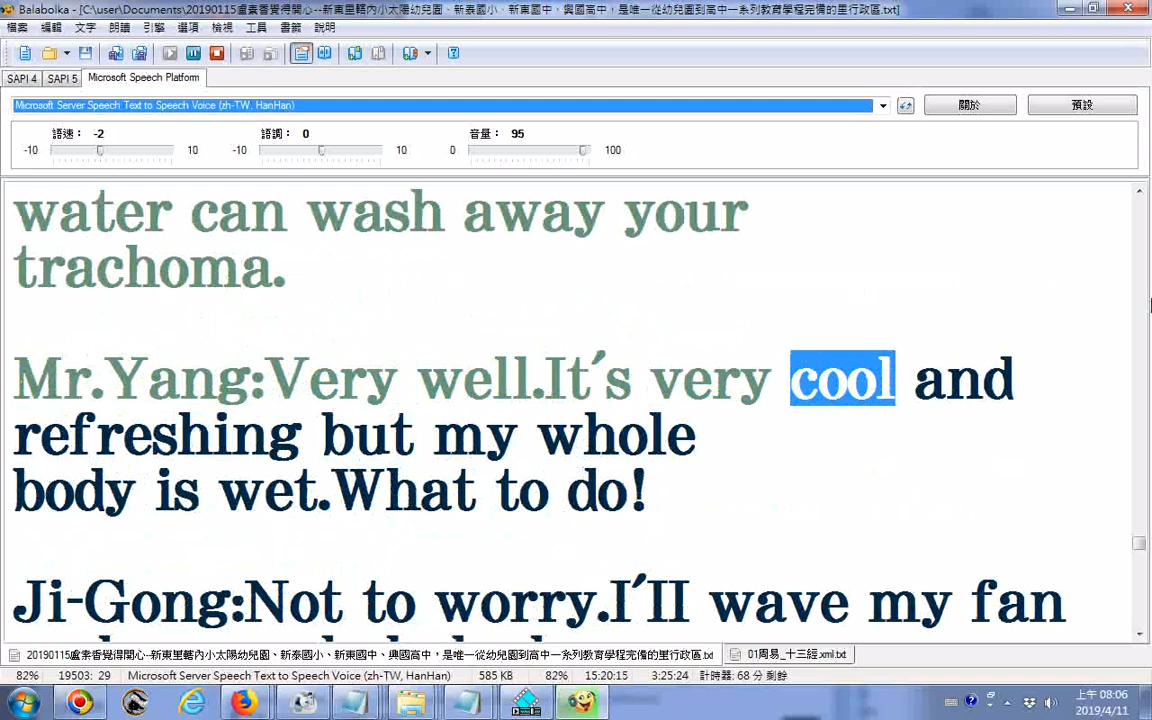 Balabolka - [C:\user\Documents\20190115盧素香覺得開心--新東里轄內小太陽幼兒園、新泰國小、新東國中、興國高中，是唯一從幼兒園到高中一系列教育學程完備的里行政區.txt]
檔案 編輯 文字 朗讀 引擎 選項 檢視 工具 書籤 說明
SAPI 4 SAPI 5 Microsoft Speech Platform
Microsoft Server Speech Text to Speech Voice (zh-TW, HanHan) 關於 預設
語速： -2 語調： 0 音量： 95
-10 10 -10 10 0 100
water can wash away your
trachoma.
Mr.Yang:Very well.It's very cool and
refreshing but my whole
body is wet.What to do!
Ji-Gong:Not to worry.I'II wave my fan
20190115盧素香覺得開心--新東里轄內小太陽幼兒園、新泰國小、新東國中、興國高中，是唯一從幼兒園到高中一系列教育學程完備的里行政區.txt 01周易_十三經.xml.txt
82% 19503: 29 Microsoft Server Speech Text to Speech Voice (zh-TW, HanHan) 585 KB 82% 15:20:15 3:25:24 計時器: 68 分 剩餘
上午 08:06
2019/4/11